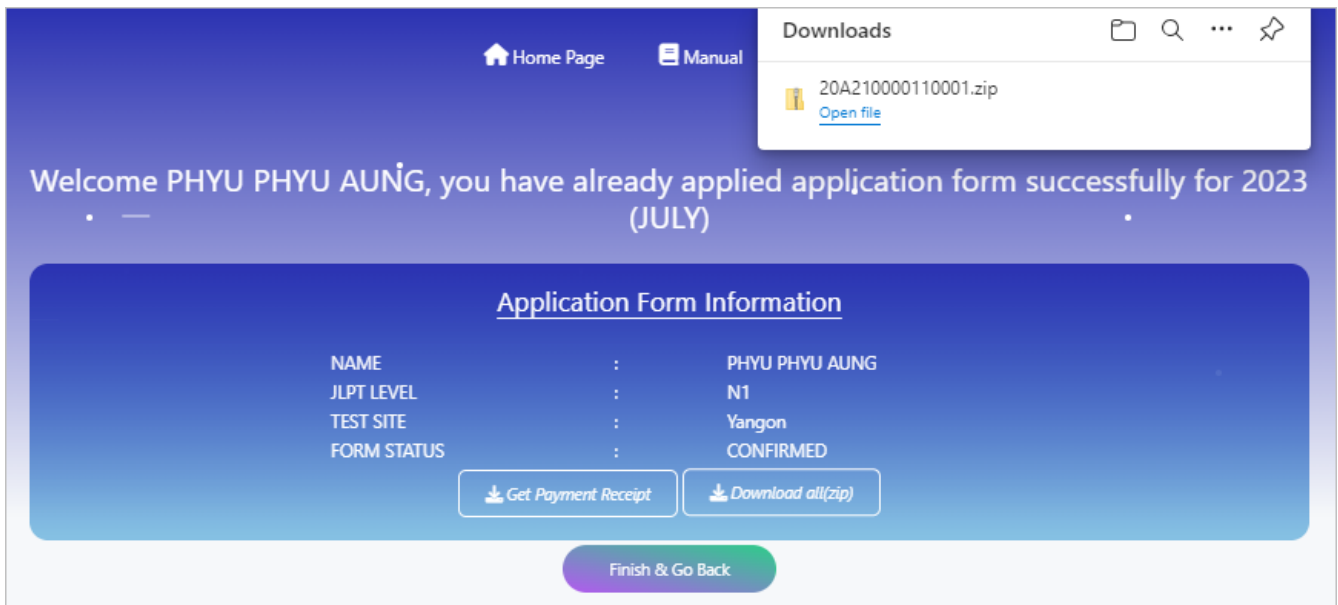 Downloads
Home Page
Manual
20A210000110001.zip
Open file
Welcome PHYU PHYU AUNG, you have already applied application form successfully for 2023
(JULY)
Application Form Information
NAME : PHYU PHYU AUNG
JLPT LEVEL : N1
TEST SITE : Yangon
FORM STATUS : CONFIRMED
Get Payment Receipt
Download all(zip)
Finish & Go Back